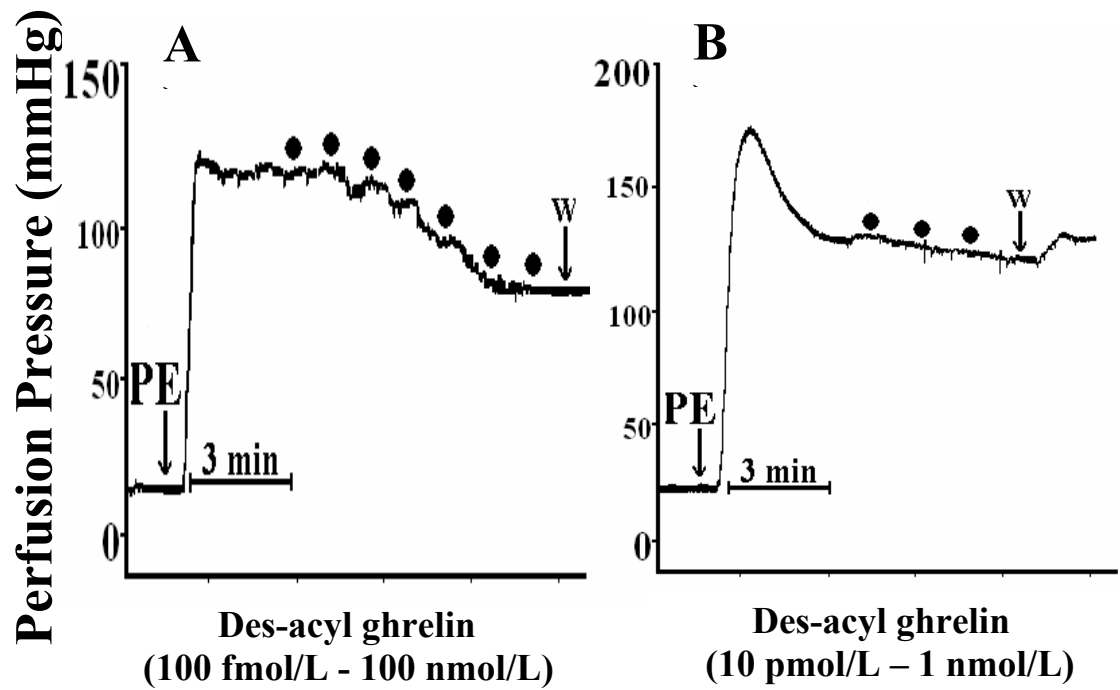 Perfusion Pressure (mmHg)
A
150
100
50
0
PE
3 min
W
Des-acyl ghrelin
(100 fmol/L - 100 nmol/L)
B
200
150
100
50
0
PE
3 min
W
Des-acyl ghrelin
(10 pmol/L – 1 nmol/L)